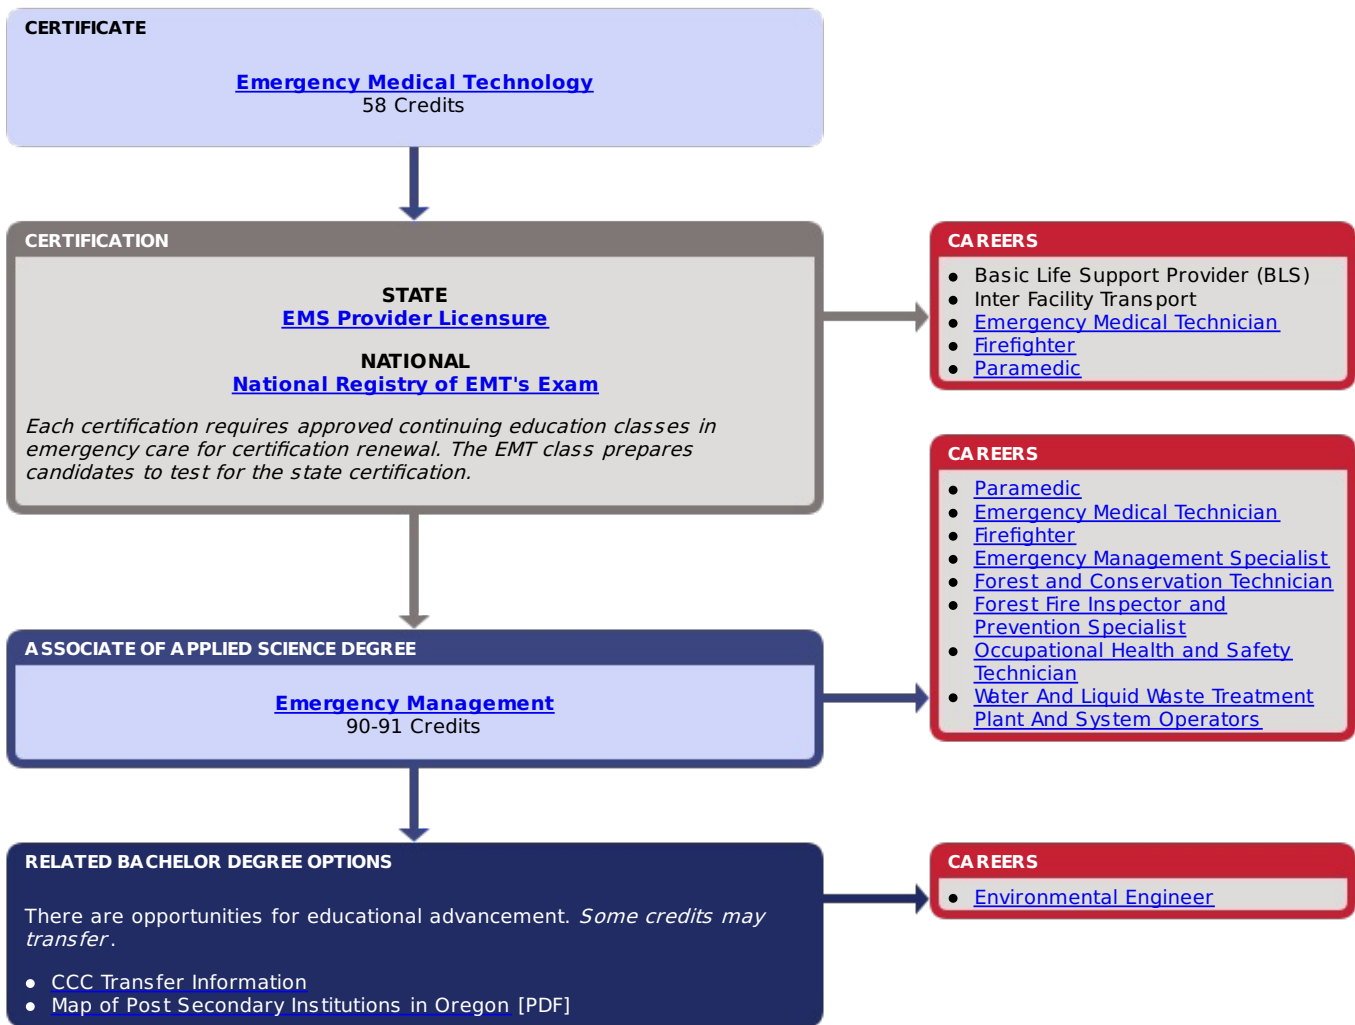 CERTIFICATE
Emergency Medical Technology
58 Credits
CERTIFICATION
STATE
EMS Provider Licensure
NATIONAL
National Registry of EMT's Exam
Each certification requires approved continuing education classes in
emergency care for certification renewal. The EMT class prepares
candidates to test for the state certification.
CAREERS
● Basic Life Support Provider (BLS)
● Inter Facility Transport
● Emergency Medical Technician
● Firefighter
● Paramedic
ASSOCIATE OF APPLIED SCIENCE DEGREE
Emergency Management
90-91 Credits
CAREERS
● Paramedic
● Emergency Medical Technician
● Firefighter
● Emergency Management Specialist
● Forest and Conservation Technician
● Forest Fire Inspector and
Prevention Specialist
● Occupational Health and Safety
Technician
● Water And Liquid Waste Treatment
Plant And System Operators
RELATED BACHELOR DEGREE OPTIONS
There are opportunities for educational advancement. Some credits may
transfer.
● CCC Transfer Information
● Map of Post Secondary Institutions in Oregon [PDF]
CAREERS
● Environmental Engineer